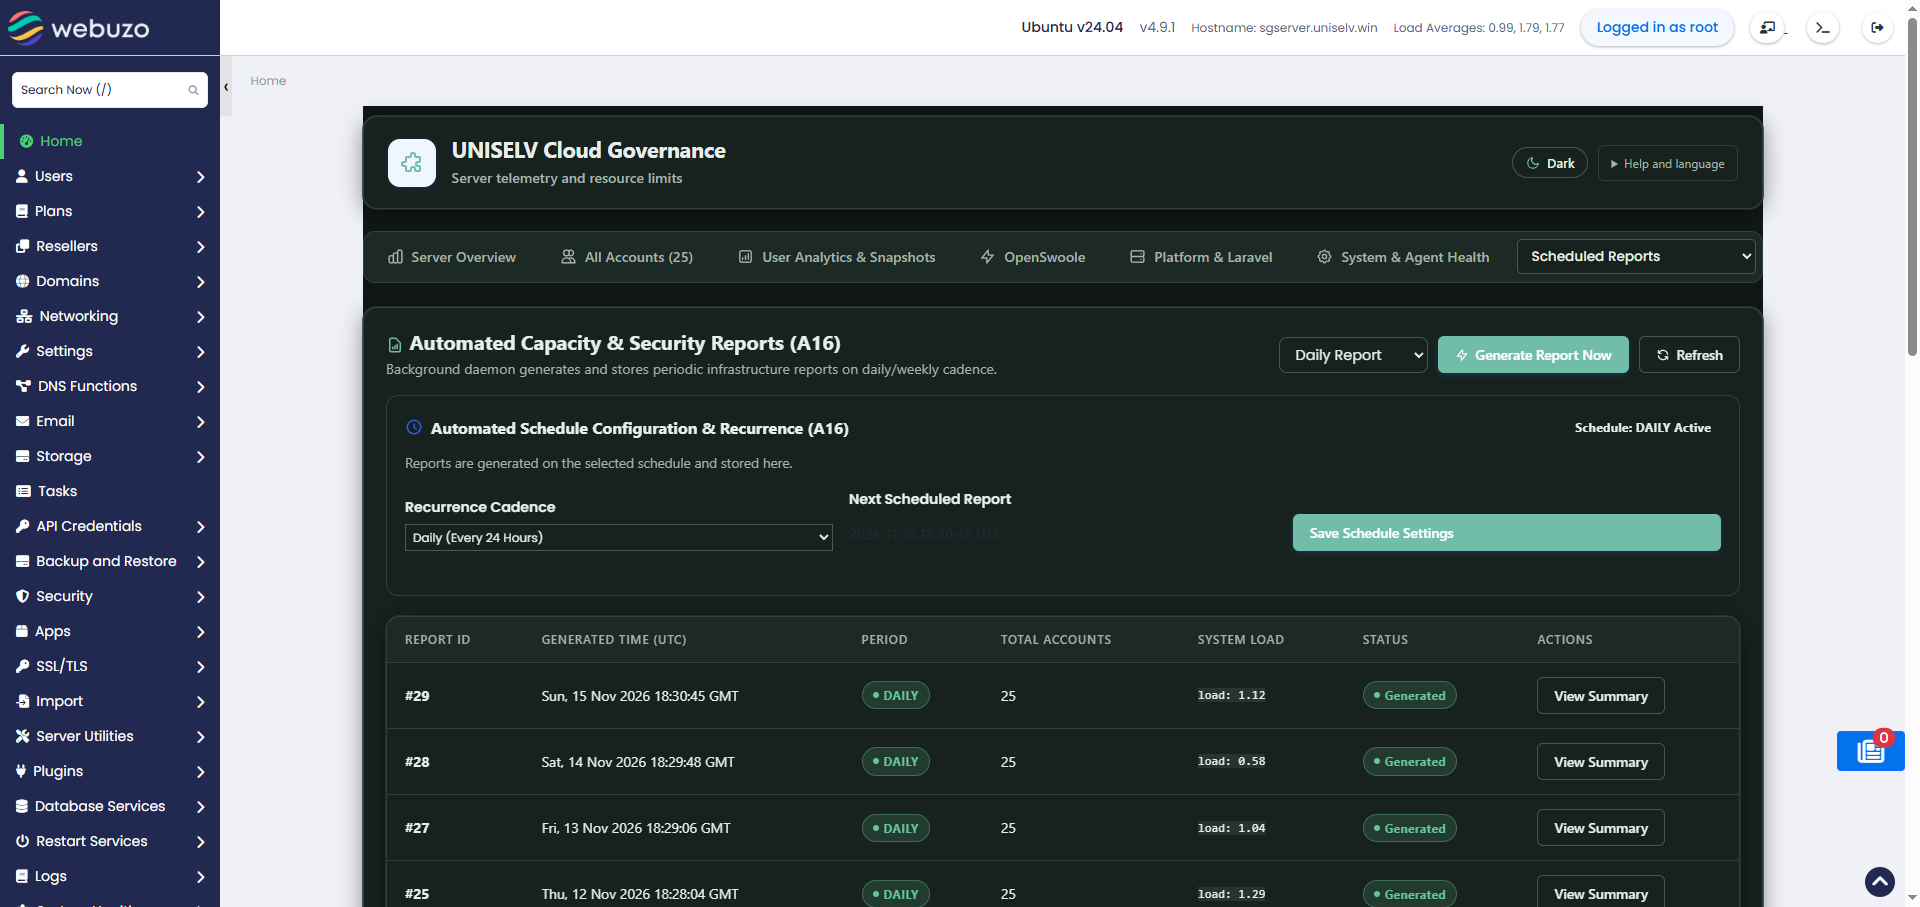 webuzo
Ubuntu v24.04 v4.9.1 Hostname: sgserver.uniselv.win Load Averages: 0.99, 1.79, 1.77 Logged in as root
Search Now (/)
Home
Home
Users
Plans
Resellers
Domains
Networking
Settings
DNS Functions
Email
Storage
Tasks
API Credentials
Backup and Restore
Security
Apps
SSL/TLS
Import
Server Utilities
Plugins
Database Services
Restart Services
Logs
UNISELV Cloud Governance
Server telemetry and resource limits
Dark
Help and language
Server Overview All Accounts (25) User Analytics & Snapshots OpenSwoole Platform & Laravel System & Agent Health Scheduled Reports
Automated Capacity & Security Reports (A16)
Background daemon generates and stores periodic infrastructure reports on daily/weekly cadence.
Daily Report Generate Report Now Refresh
Automated Schedule Configuration & Recurrence (A16)
Schedule: DAILY Active
Reports are generated on the selected schedule and stored here.
Recurrence Cadence
Daily (Every 24 Hours)
Next Scheduled Report
2026-11-16 18:30:45 UTC
Save Schedule Settings
REPORT ID GENERATED TIME (UTC) PERIOD TOTAL ACCOUNTS SYSTEM LOAD STATUS ACTIONS
#29 Sun, 15 Nov 2026 18:30:45 GMT DAILY 25 load: 1.12 Generated View Summary
#28 Sat, 14 Nov 2026 18:29:48 GMT DAILY 25 load: 0.58 Generated View Summary
#27 Fri, 13 Nov 2026 18:29:06 GMT DAILY 25 load: 1.04 Generated View Summary
#25 Thu, 12 Nov 2026 18:28:04 GMT DAILY 25 load: 1.29 Generated View Summary
0